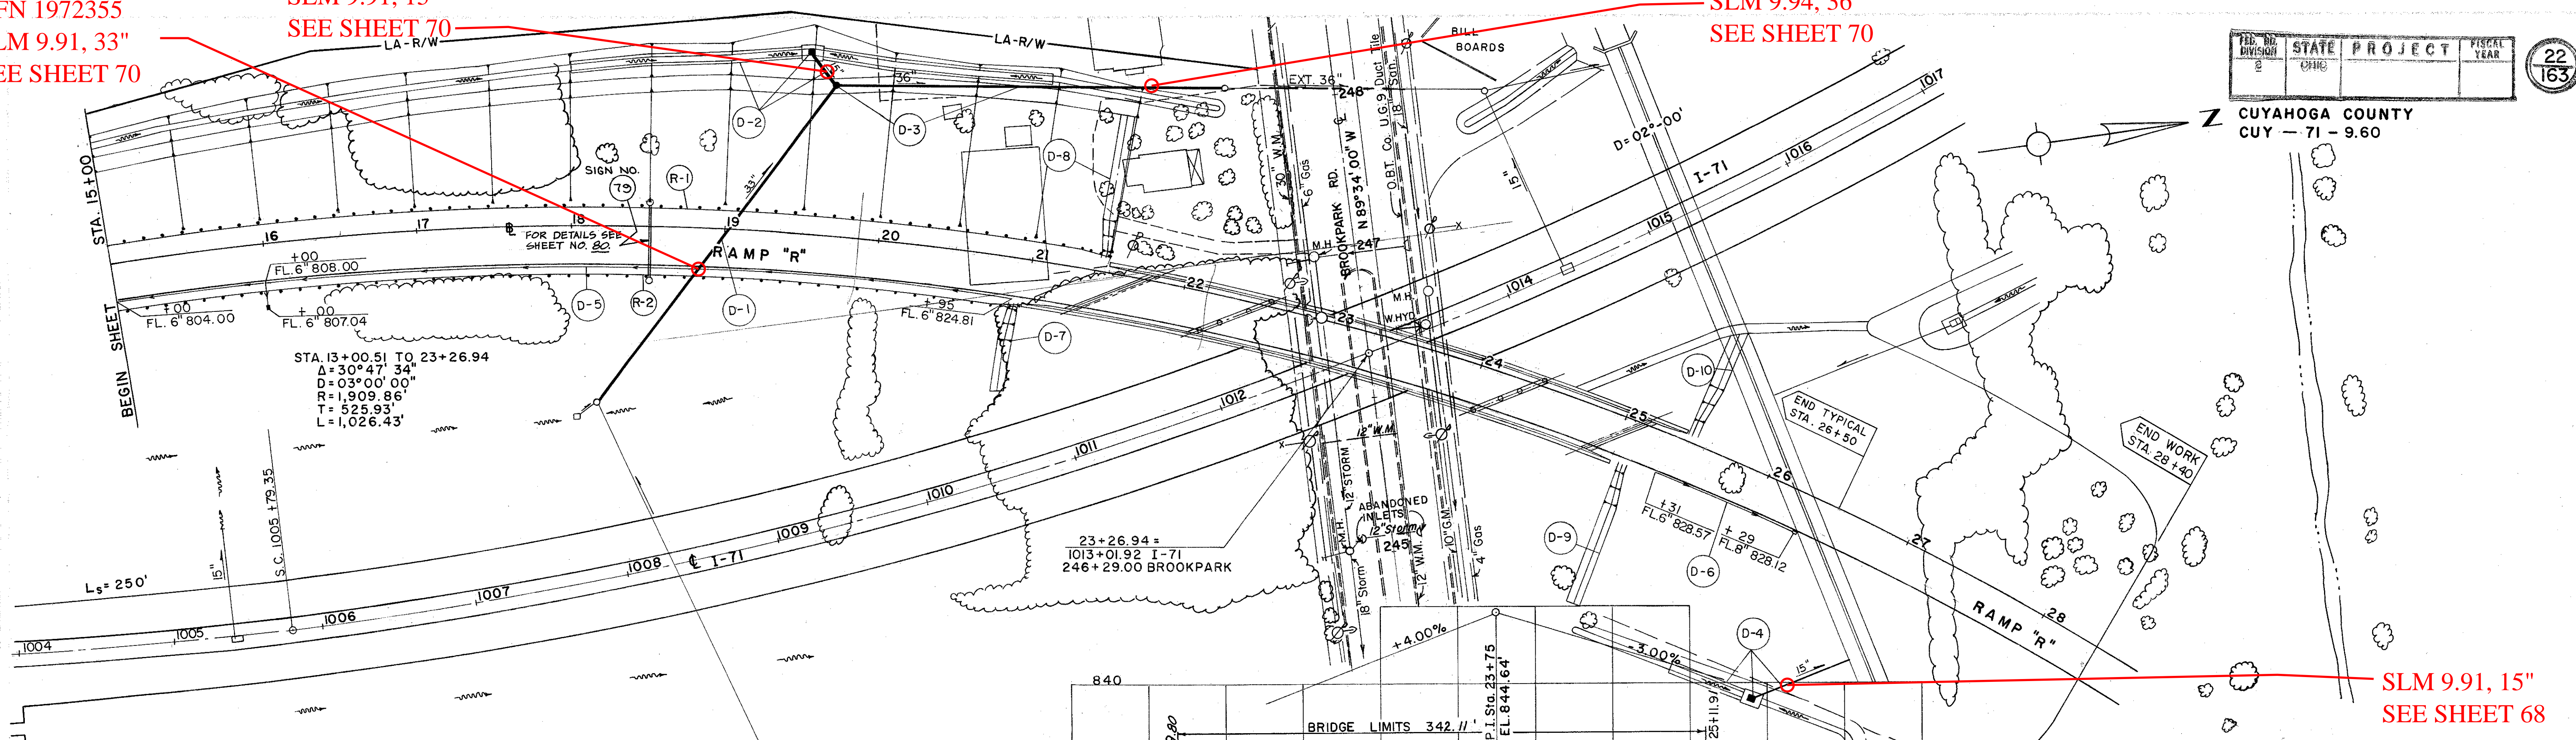 FN 1972355
SLM 9.91, 15"
LM 9.91, 33"
SEE SHEET 70
EE SHEET 70
SLM 9.94, 36"
SEE SHEET 70
LA-R/W
LA-R/W
BILL
BOARDS
FED. RD.
DIVISION
STATE
PROJECT
FISCAL
YEAR
2
OHIO
22
163
CUYAHOGA COUNTY
CUY - 71 - 9.60
Z
36"
EXT. 36"
248
D-2
D-3
D-8
30" W.M.
6" Gas
BROOKPARK RD. ℄
N 89°34'00" W
O.B.T. Co. U.G. 9 Duct Tile
18" San.
D = 02°-00'
1017
1016
I-71
1015
1014
15"
STA. 15+00
BEGIN SHEET
SIGN NO.
79
R-1
33"
16
17
18
19
20
21
22
FOR DETAILS SEE
SHEET NO. 80.
RAMP "R"
M.H.
247
M.H.
W.HYD.
23
24
25
26
27
28
+00
FL. 6" 808.00
+00
FL. 6" 804.00
+00
FL. 6" 807.04
D-5
R-2
D-1
+95
FL. 6" 824.81
D-7
D-10
END TYPICAL
STA. 26+50
END WORK
STA. 28+40
STA. 13+00.51 TO 23+26.94
Δ = 30° 47' 34"
D = 03° 00' 00"
R = 1,909.86'
T = 525.93'
L = 1,026.43'
1012
1011
1010
1009
1008
℄ I-71
1007
1006
1005
1004
15"
S.C. 1005+79.35
Ls = 250'
12" W.M.
12" STORM
M.H.
ABANDONED
INLETS
12" Storm
245
12" W.M.
10" G.M.
4" Gas
18" Storm
23+26.94 =
1013+01.92 I-71
246+29.00 BROOKPARK
D-9
+31
FL. 6" 828.57
+29
FL. 8" 828.12
D-6
RAMP "R"
D-4
15"
+4.00%
-3.00%
840
P.I. Sta. 23+75
EL. 844.64'
25+11.91
BRIDGE LIMITS 342.11'
SLM 9.91, 15"
SEE SHEET 68